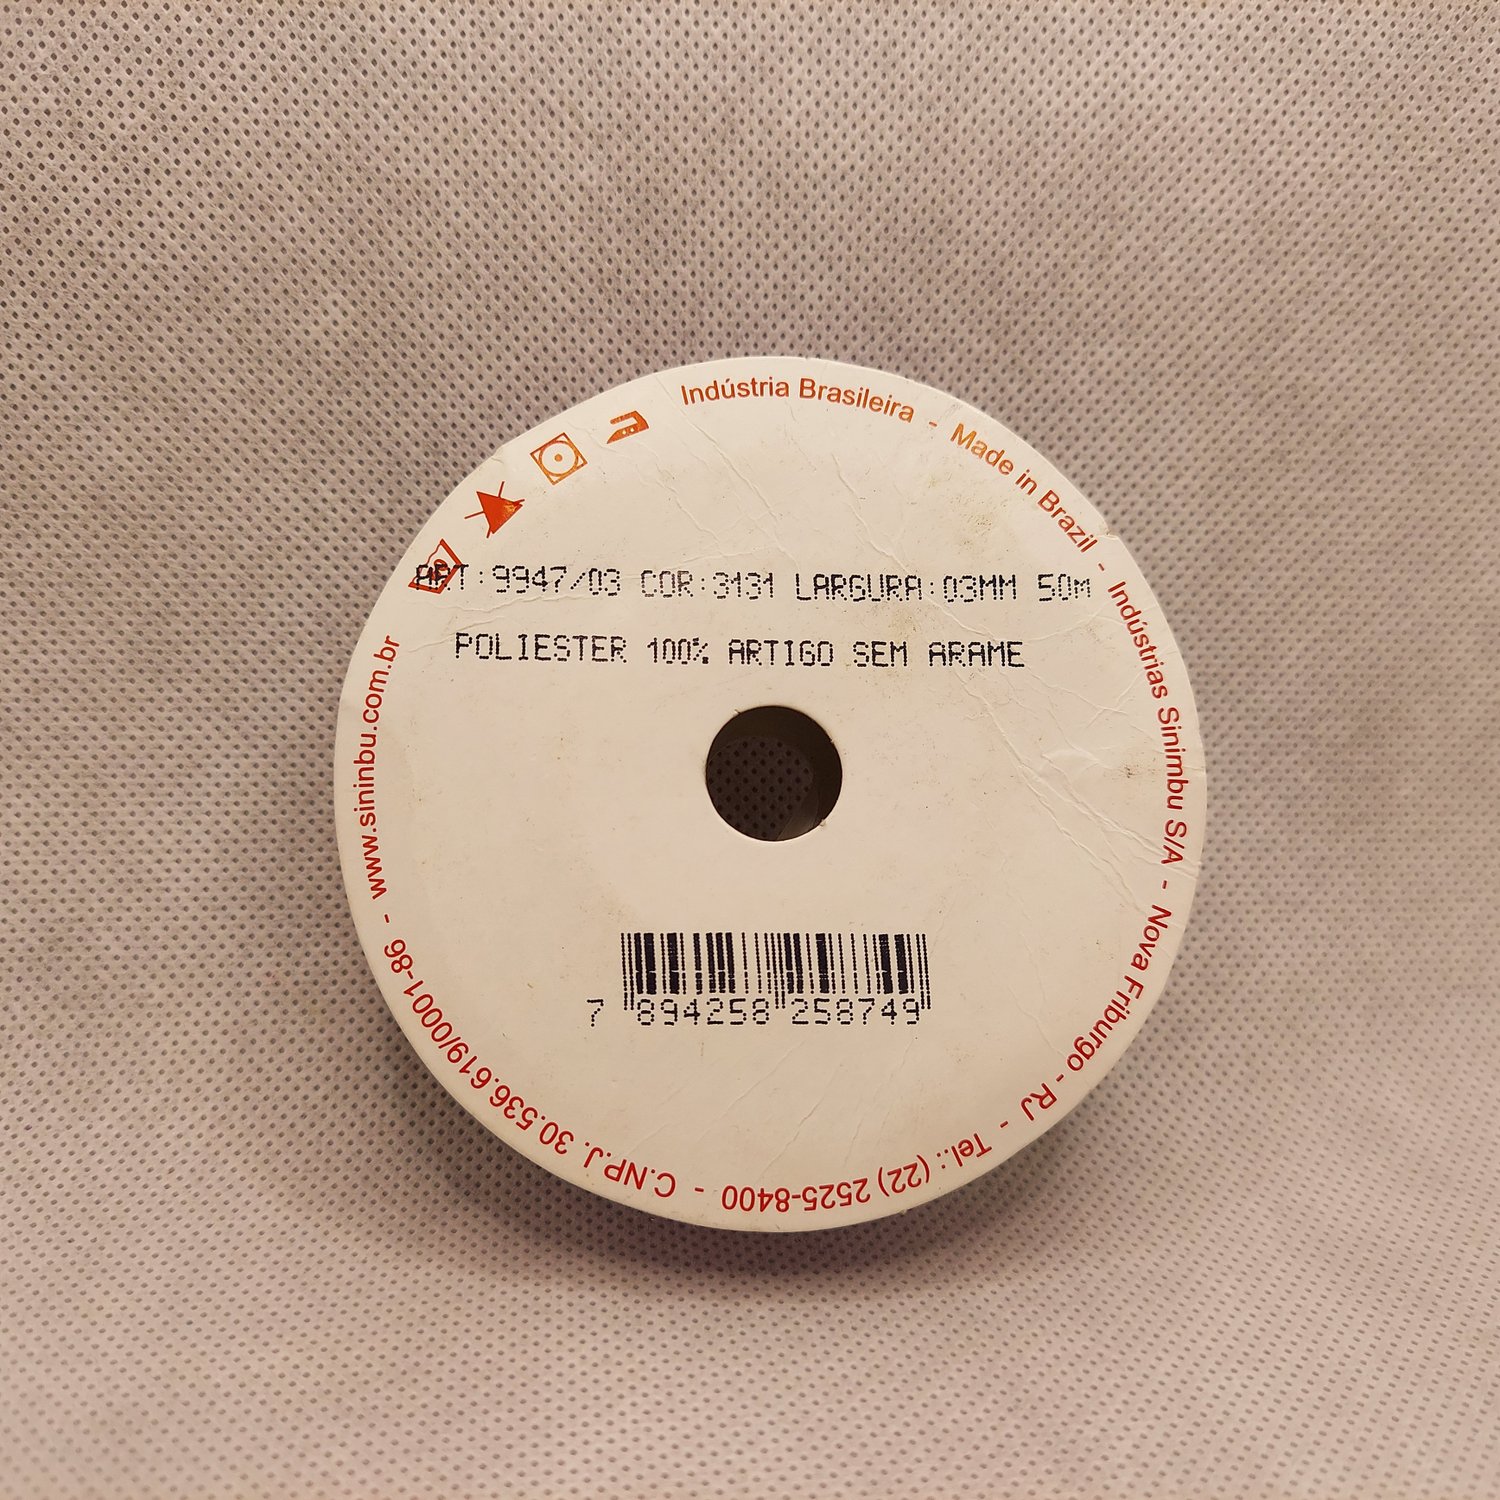 Indústria Brasileira - Made in Brazil - Indústrias Sinimbu S/A - Nova Friburgo - RJ - Tel.: (22) 2525-8400 - C.NP.J. 30.536.619/0001-86 - www.sininbu.com.br
ART:9947/03 COR:3131 LARGURA:03MM 50m
POLIESTER 100% ARTIGO SEM ARAME
7 894258 258749